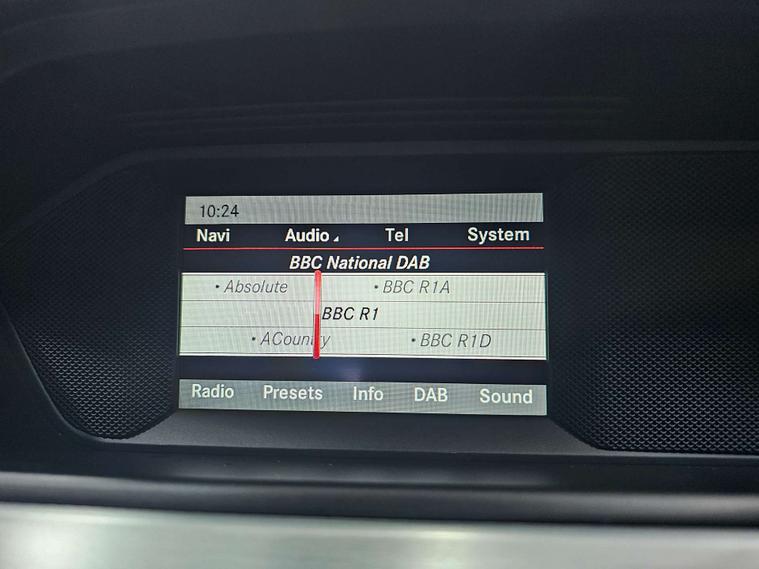 10:24
Navi Audio Tel System
BBC National DAB
• Absolute • BBC R1A
BBC R1
• ACountry • BBC R1D
Radio Presets Info DAB Sound